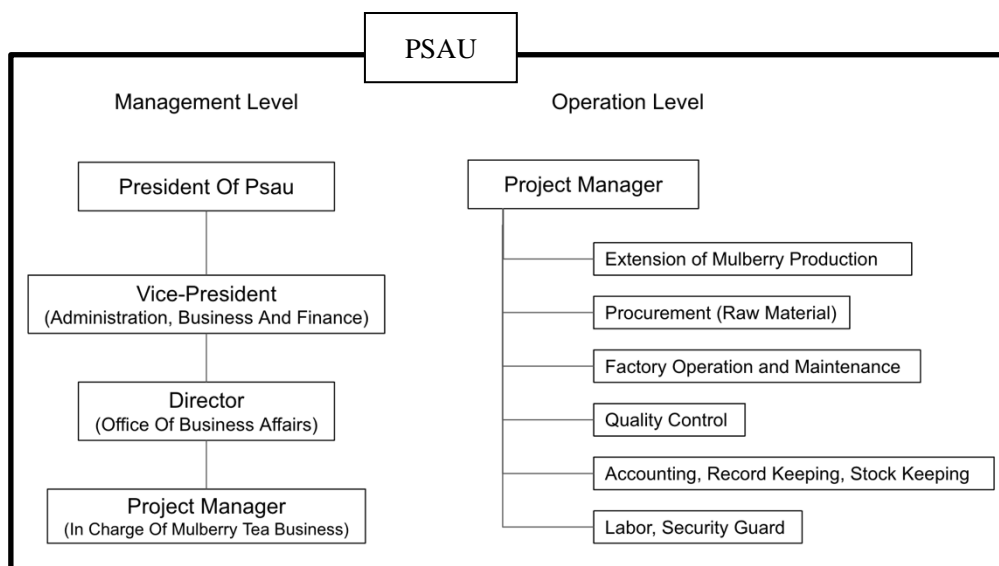 PSAU
Management Level
President Of Psau
Vice-President
(Administration, Business And Finance)
Director
(Office Of Business Affairs)
Project Manager
(In Charge Of Mulberry Tea Business)
Operation Level
Project Manager
Extension of Mulberry Production
Procurement (Raw Material)
Factory Operation and Maintenance
Quality Control
Accounting, Record Keeping, Stock Keeping
Labor, Security Guard